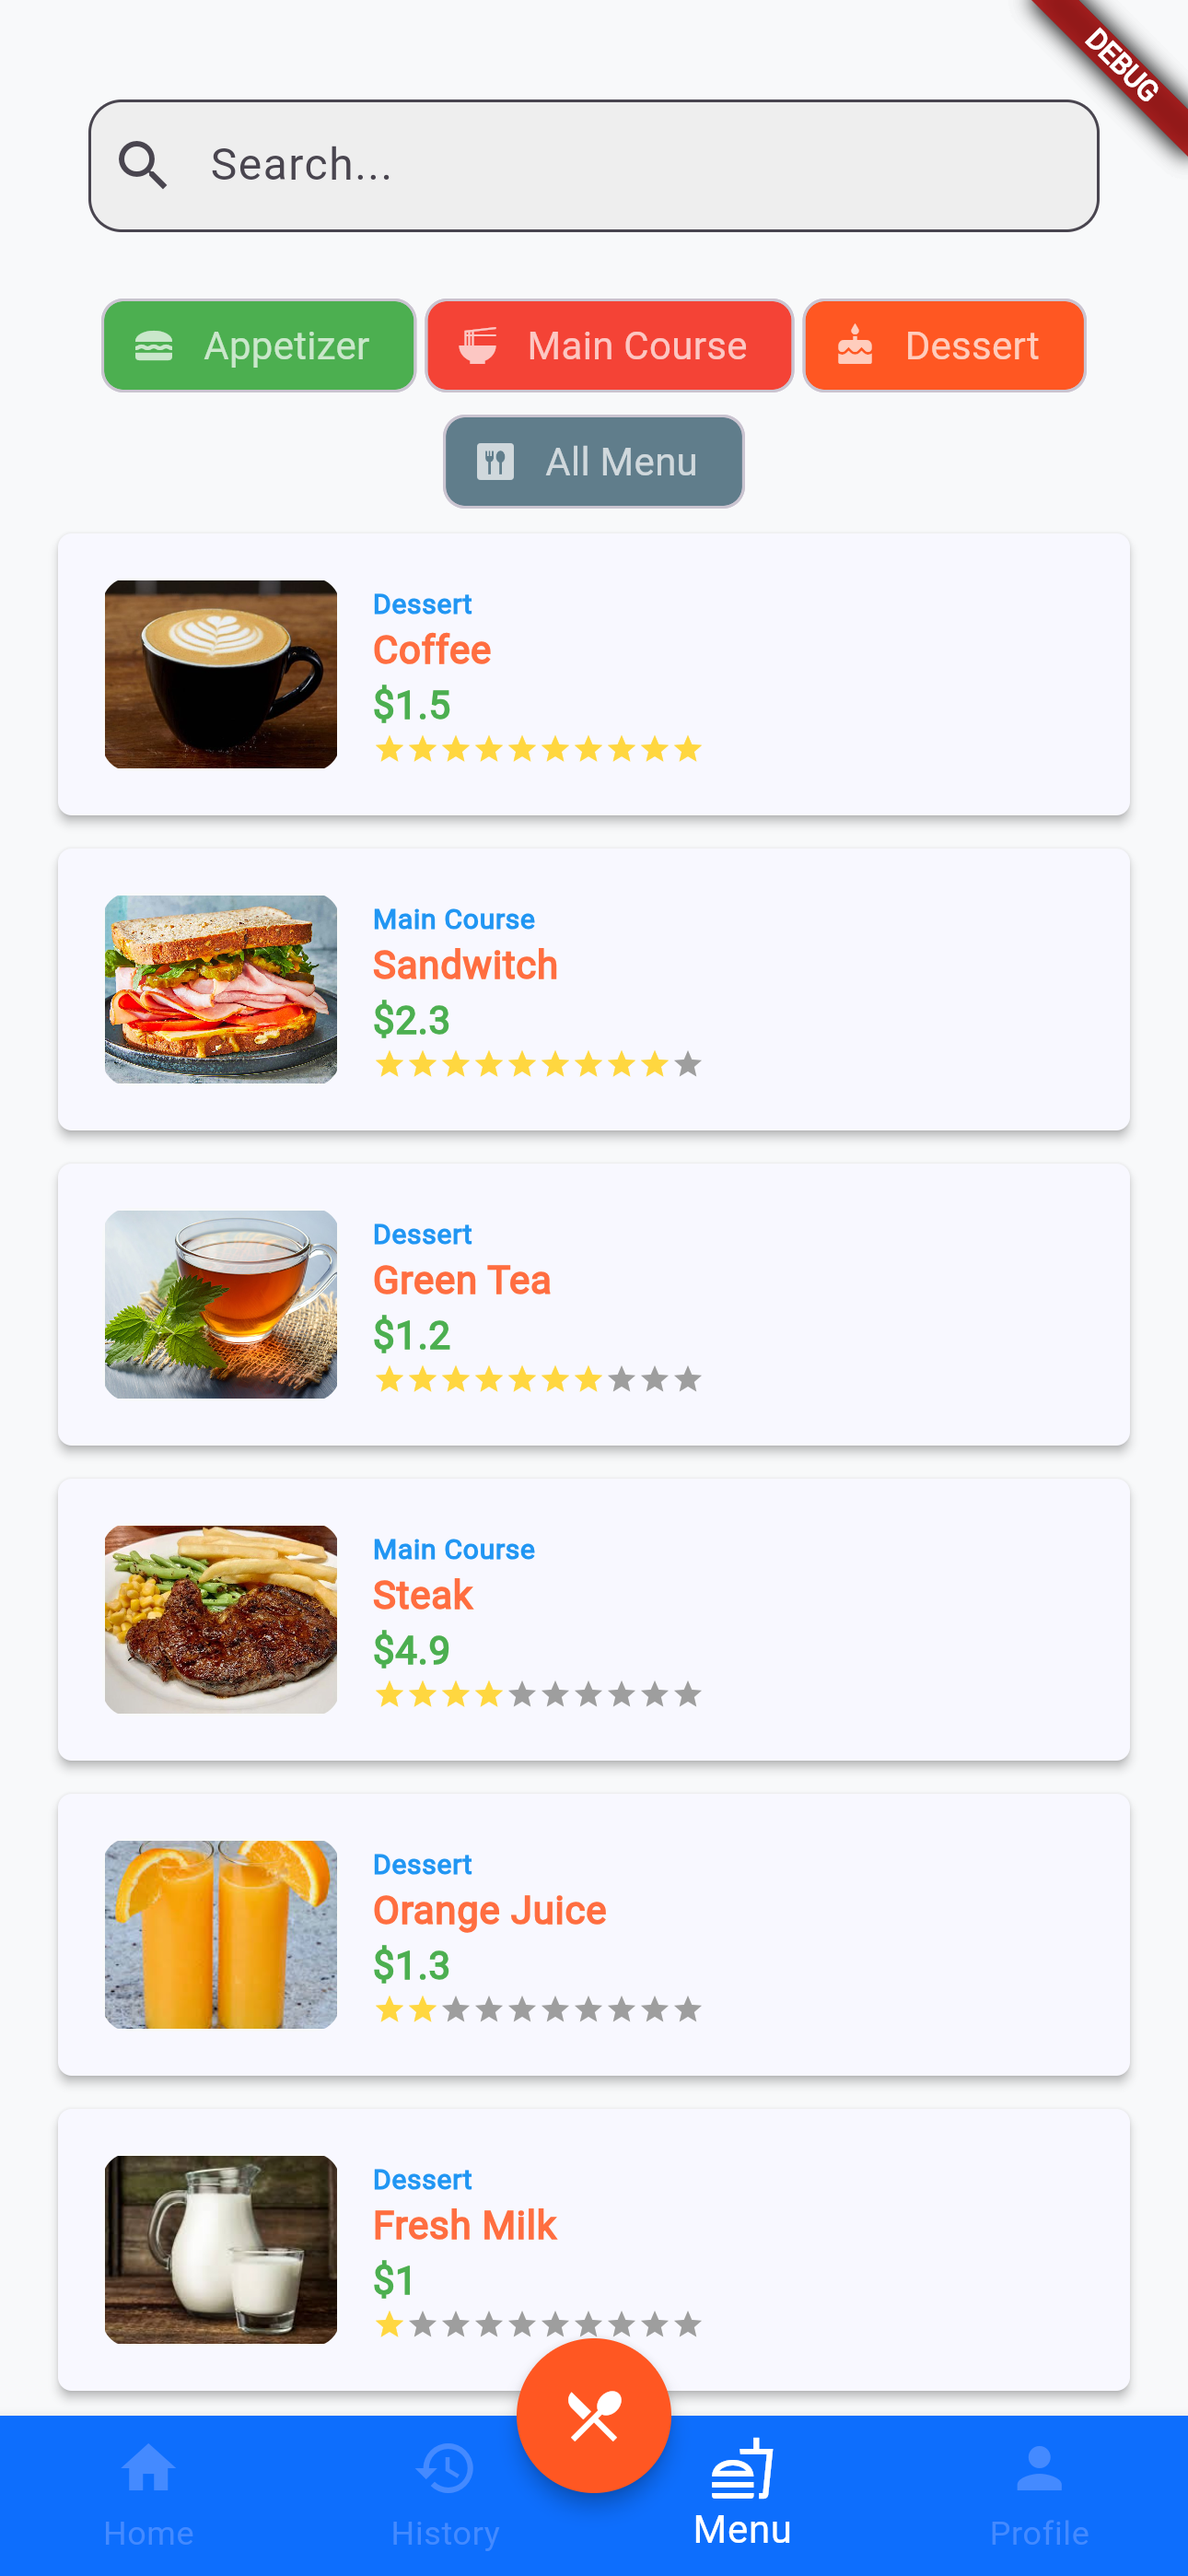 DEBUG
Search...
Appetizer
Main Course
Dessert
All Menu
Dessert
Coffee
$1.5
Main Course
Sandwitch
$2.3
Dessert
Green Tea
$1.2
Main Course
Steak
$4.9
Dessert
Orange Juice
$1.3
Dessert
Fresh Milk
$1
Home
History
Menu
Profile